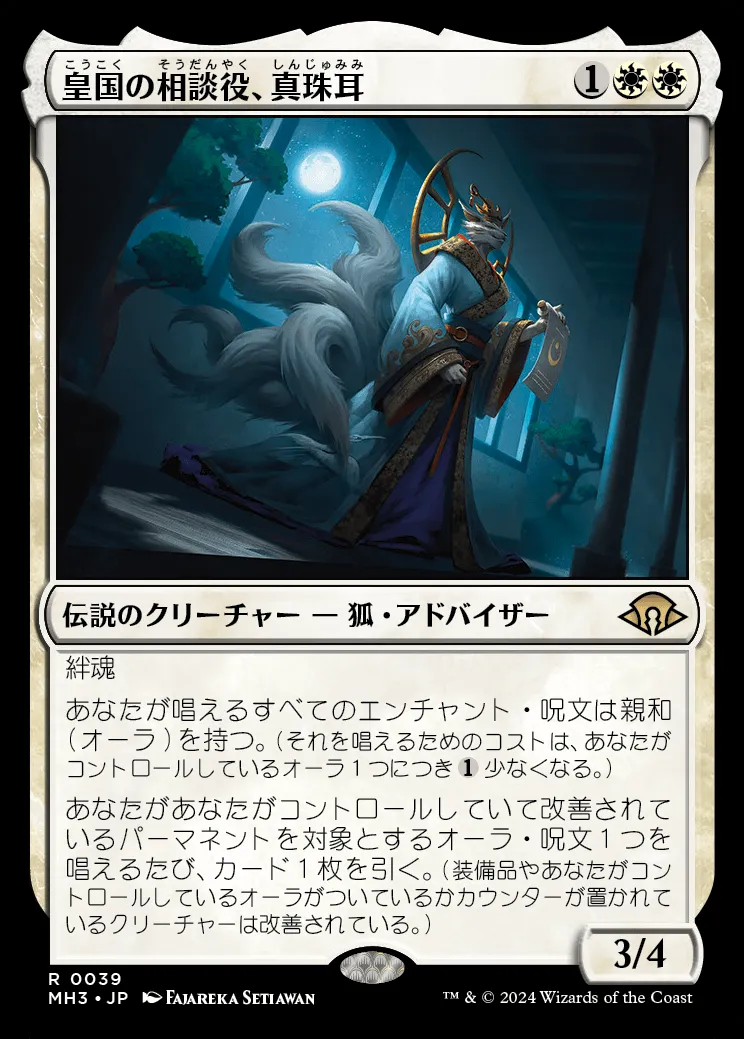 こうこく そうだんやく しんじゅみみ
皇国の相談役、真珠耳 1
伝説のクリーチャー — 狐・アドバイザー
絆魂
あなたが唱えるすべてのエンチャント・呪文は親和
(オーラ)を持つ。(それを唱えるためのコストは、あなたが
コントロールしているオーラ1つにつき 1 少なくなる。)
あなたがあなたがコントロールしていて改善されて
いるパーマネントを対象とするオーラ・呪文1つを
唱えるたび、カード1枚を引く。(装備品やあなたがコン
トロールしているオーラがついているかカウンターが置かれて
いるクリーチャーは改善されている。)
3/4
R 0039
MH3 • JP Fajareka Setiawan
™ & © 2024 Wizards of the Coast